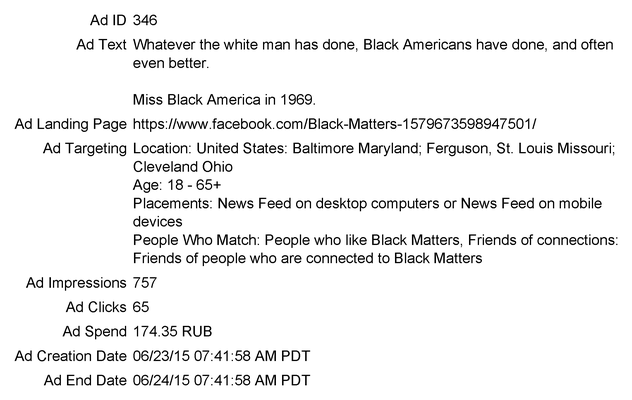 Ad ID 346
Ad Text Whatever the white man has done, Black Americans have done, and often
even better.
Miss Black America in 1969.
Ad Landing Page https://www.facebook.com/Black-Matters-1579673598947501/
Ad Targeting Location: United States: Baltimore Maryland; Ferguson, St. Louis Missouri;
Cleveland Ohio
Age: 18 - 65+
Placements: News Feed on desktop computers or News Feed on mobile
devices
People Who Match: People who like Black Matters, Friends of connections:
Friends of people who are connected to Black Matters
Ad Impressions 757
Ad Clicks 65
Ad Spend 174.35 RUB
Ad Creation Date 06/23/15 07:41:58 AM PDT
Ad End Date 06/24/15 07:41:58 AM PDT